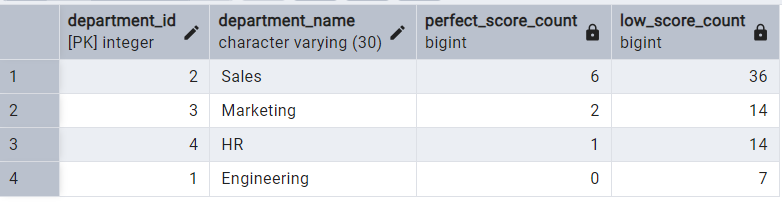 department_id department_name perfect_score_count low_score_count
[PK] integer character varying (30) bigint bigint
1 2 Sales 6 36
2 3 Marketing 2 14
3 4 HR 1 14
4 1 Engineering 0 7